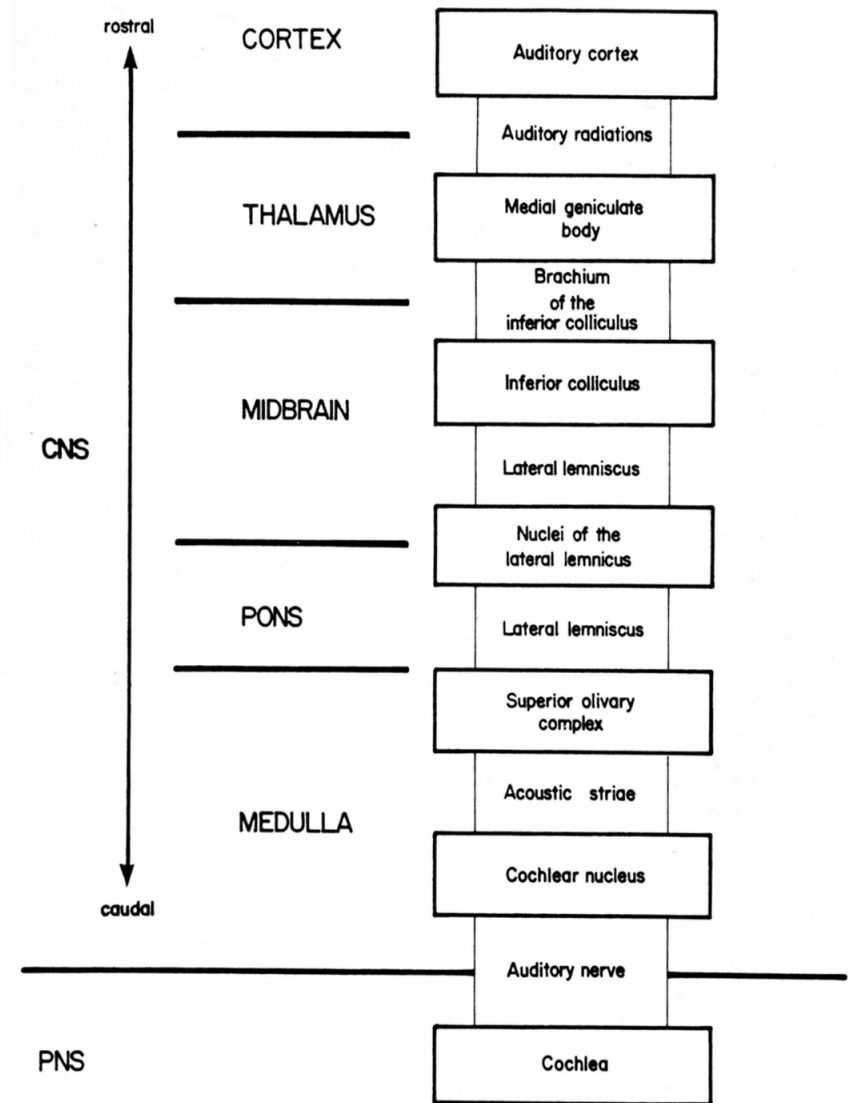 rostral
CORTEX
Auditory cortex
Auditory radiations
THALAMUS
Medial geniculate
body
Brachium
of the
inferior colliculus
Inferior colliculus
MIDBRAIN
CNS
Lateral lemniscus
Nuclei of the
lateral lemnicus
PONS
Lateral lemniscus
Superior olivary
complex
Acoustic striae
MEDULLA
Cochlear nucleus
caudal
Auditory nerve
PNS
Cochlea